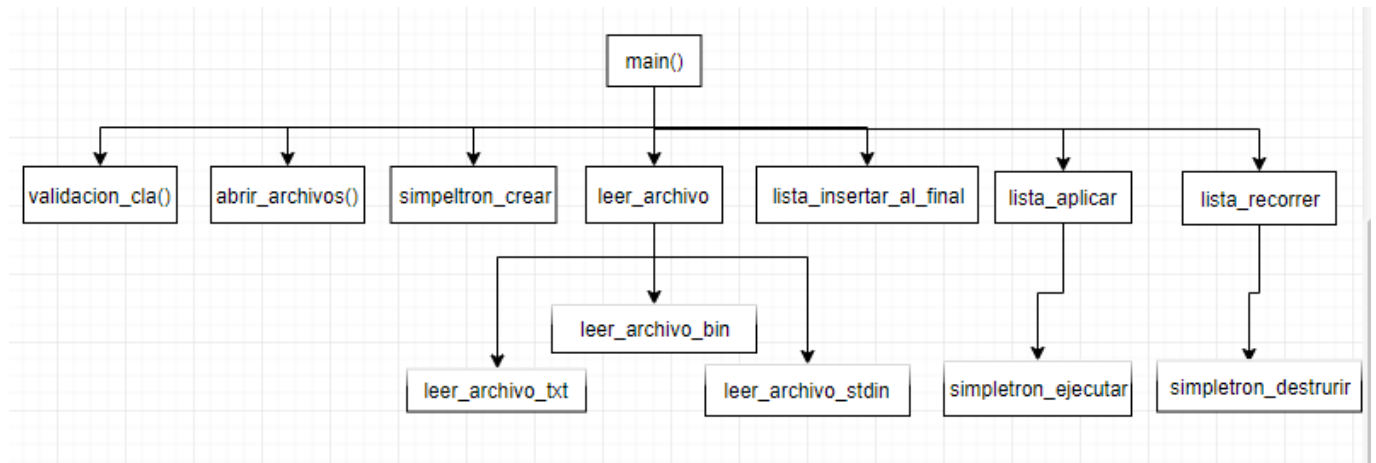 main()
validacion_cla()
abrir_archivos()
simpeltron_crear
leer_archivo
lista_insertar_al_final
lista_aplicar
lista_recorrer
leer_archivo_bin
leer_archivo_txt
leer_archivo_stdin
simpletron_ejecutar
simpletron_destrurir